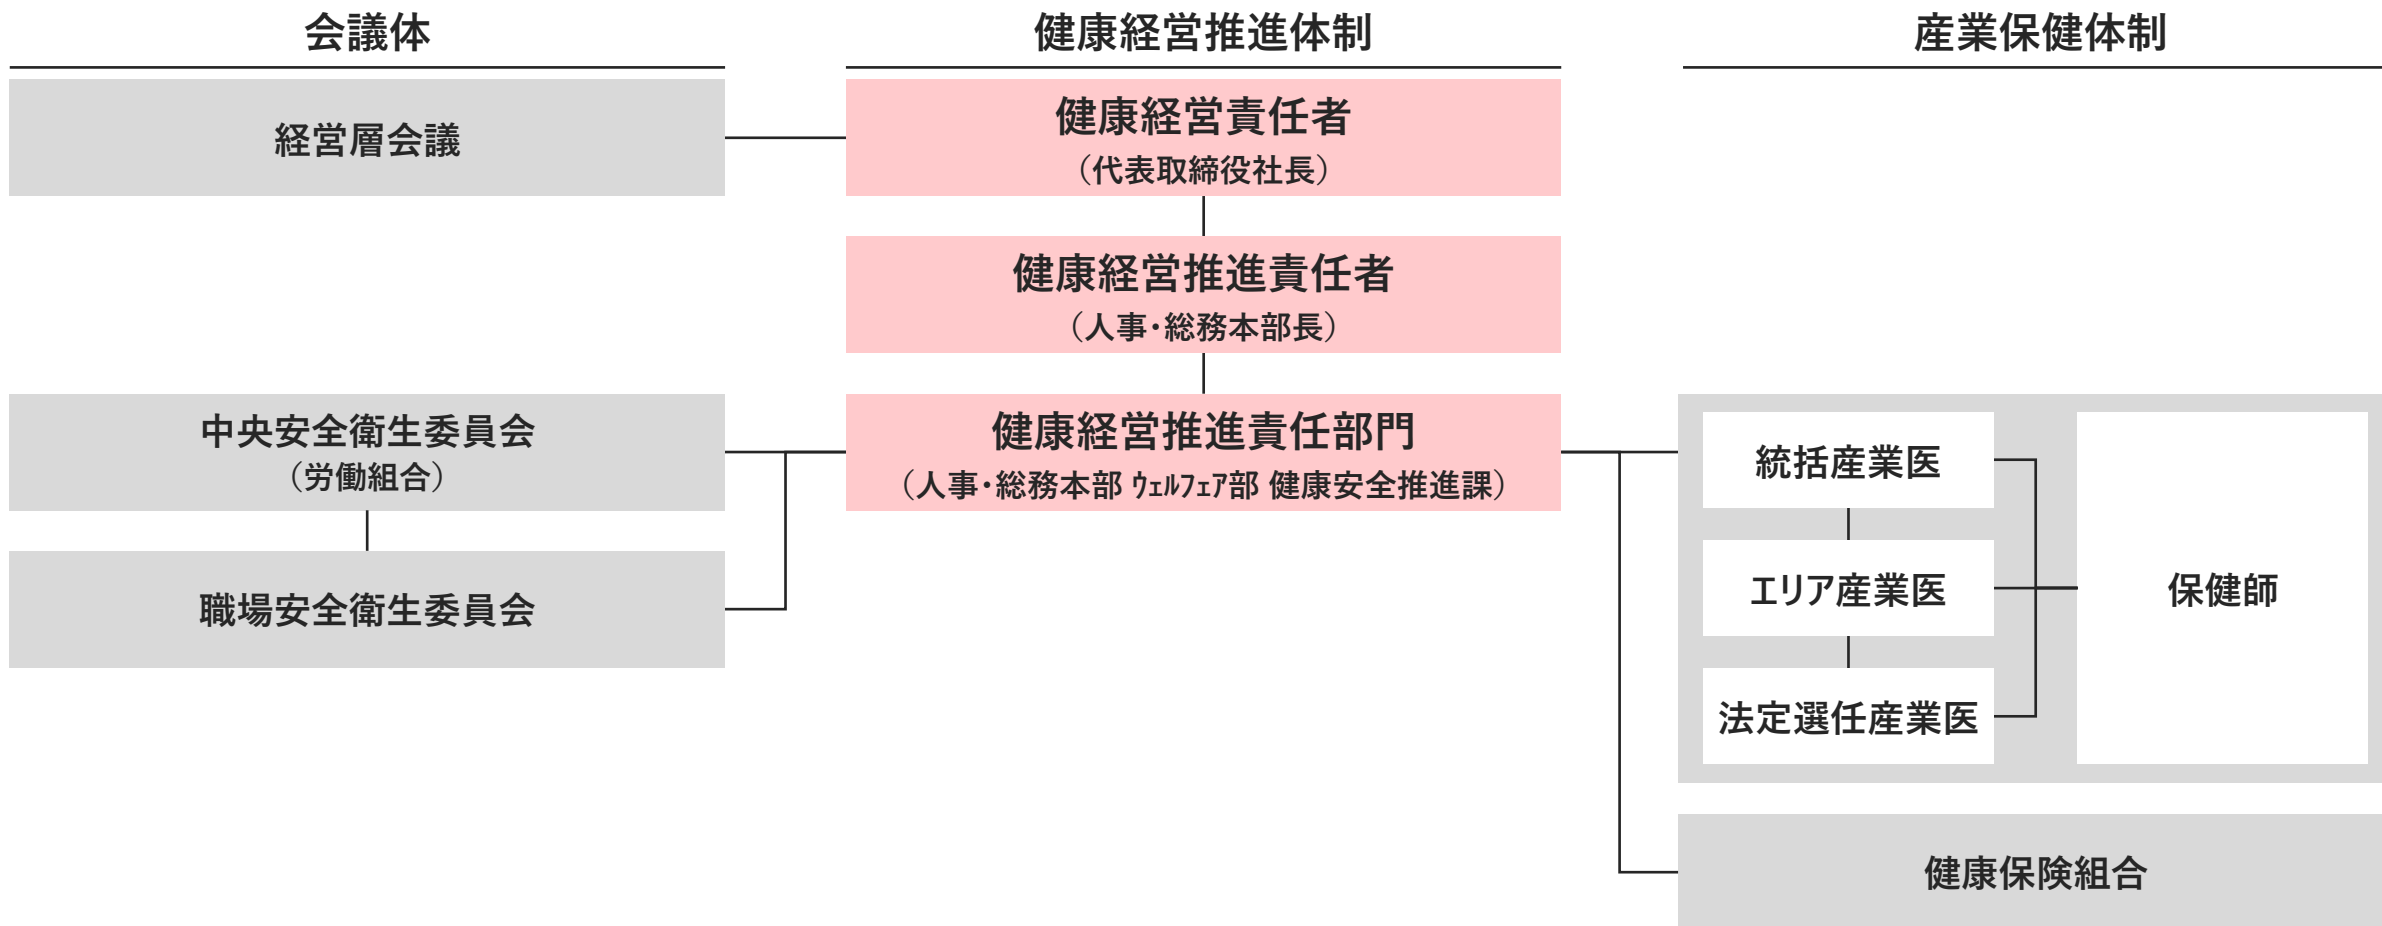 会議体
経営層会議
中央安全衛生委員会
（労働組合）
職場安全衛生委員会
健康経営推進体制
健康経営責任者
（代表取締役社長）
健康経営推進責任者
（人事・総務本部長）
健康経営推進責任部門
（人事・総務本部 ｳｪﾙﾌｪｱ部 健康安全推進課）
産業保健体制
統括産業医
エリア産業医
法定選任産業医
保健師
健康保険組合